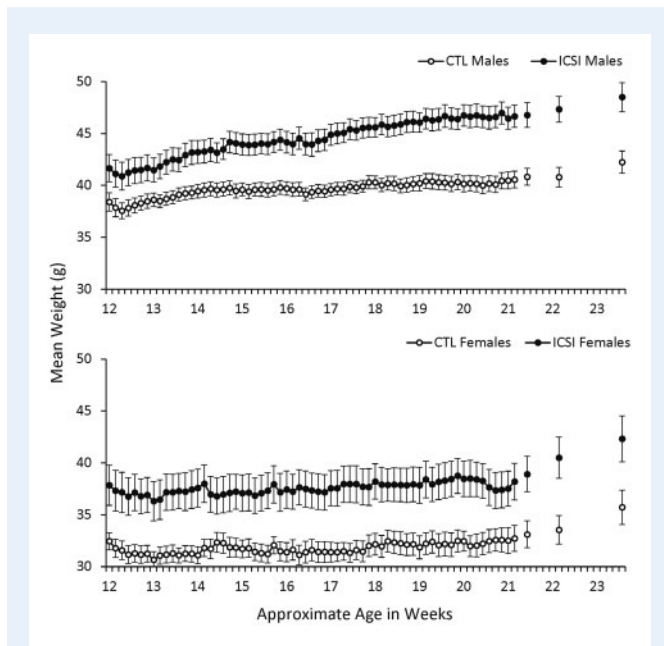 CTL Males ICSI Males
50
45
40
35
30
12 13 14 15 16 17 18 19 20 21 22 23
Mean Weight (g)
CTL Females ICSI Females
50
45
40
35
30
12 13 14 15 16 17 18 19 20 21 22 23
Approximate Age in Weeks